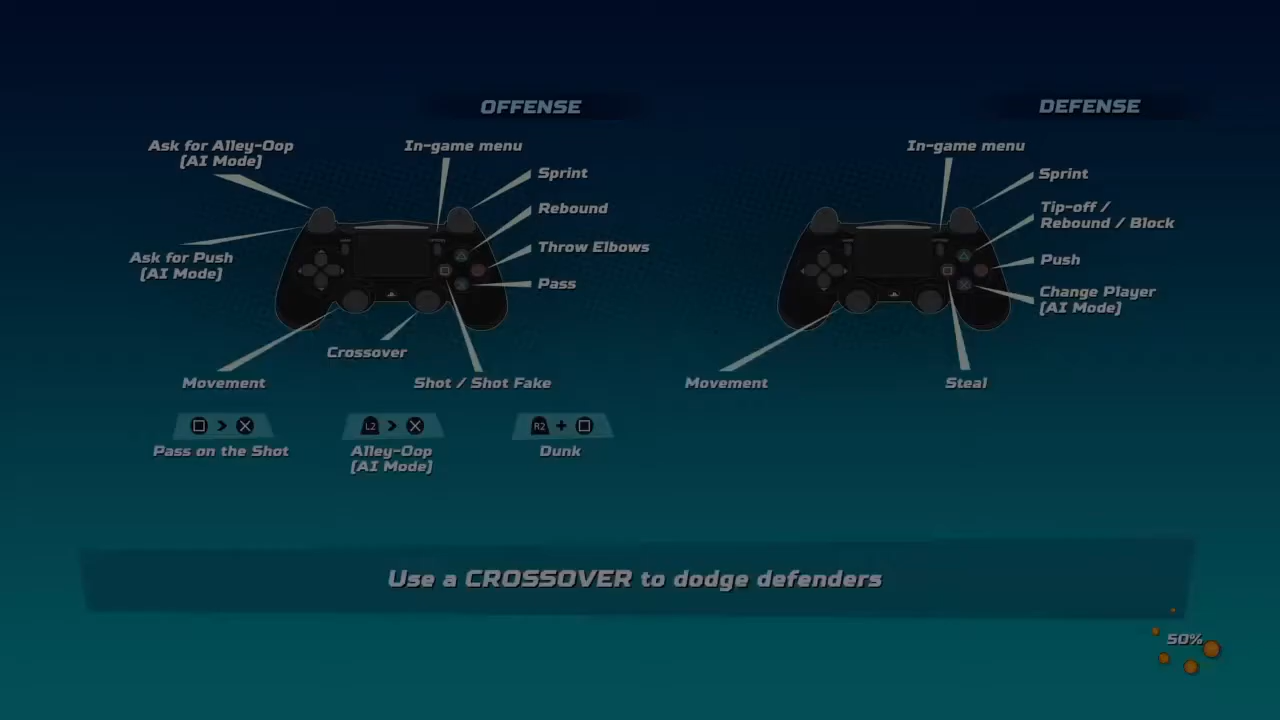 OFFENSE
Ask for Alley-Oop
[AI Mode]
In-game menu
Sprint
Rebound
Throw Elbows
Pass
Ask for Push
[AI Mode]
Crossover
Movement
Shot / Shot Fake
L2
R2
Pass on the Shot
Alley-Oop
[AI Mode]
Dunk
DEFENSE
In-game menu
Sprint
Tip-off /
Rebound / Block
Push
Change Player
[AI Mode]
Movement
Steal
Use a CROSSOVER to dodge defenders
50%